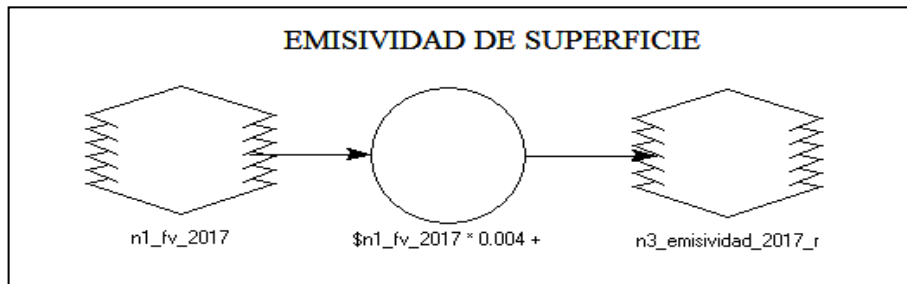 EMISIVIDAD DE SUPERFICIE
n1_fv_2017
$n1_fv_2017 * 0.004 +
n3_emisividad_2017_r